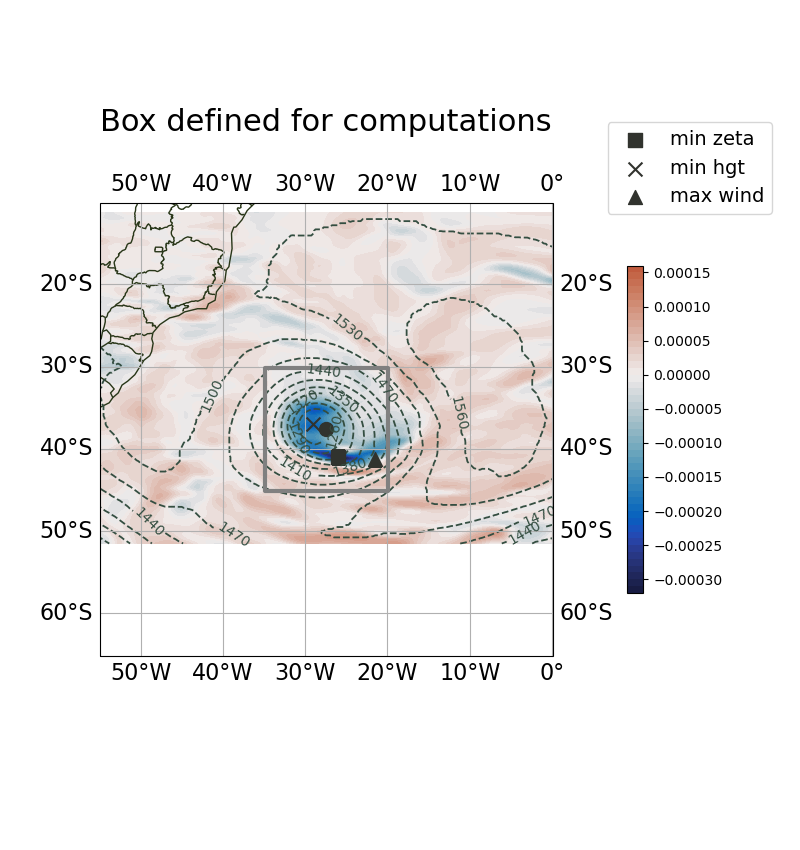 Box defined for computations
min zeta
min hgt
max wind
50°W 40°W 30°W 20°W 10°W 0°
20°S 20°S
30°S 30°S
40°S 40°S
50°S 50°S
60°S 60°S
50°W 40°W 30°W 20°W 10°W 0°
1530
1440
1470
1350
1500
1560
1410
1380
1440
1470
1470
1440
0.00015
0.00010
0.00005
0.00000
−0.00005
−0.00010
−0.00015
−0.00020
−0.00025
−0.00030